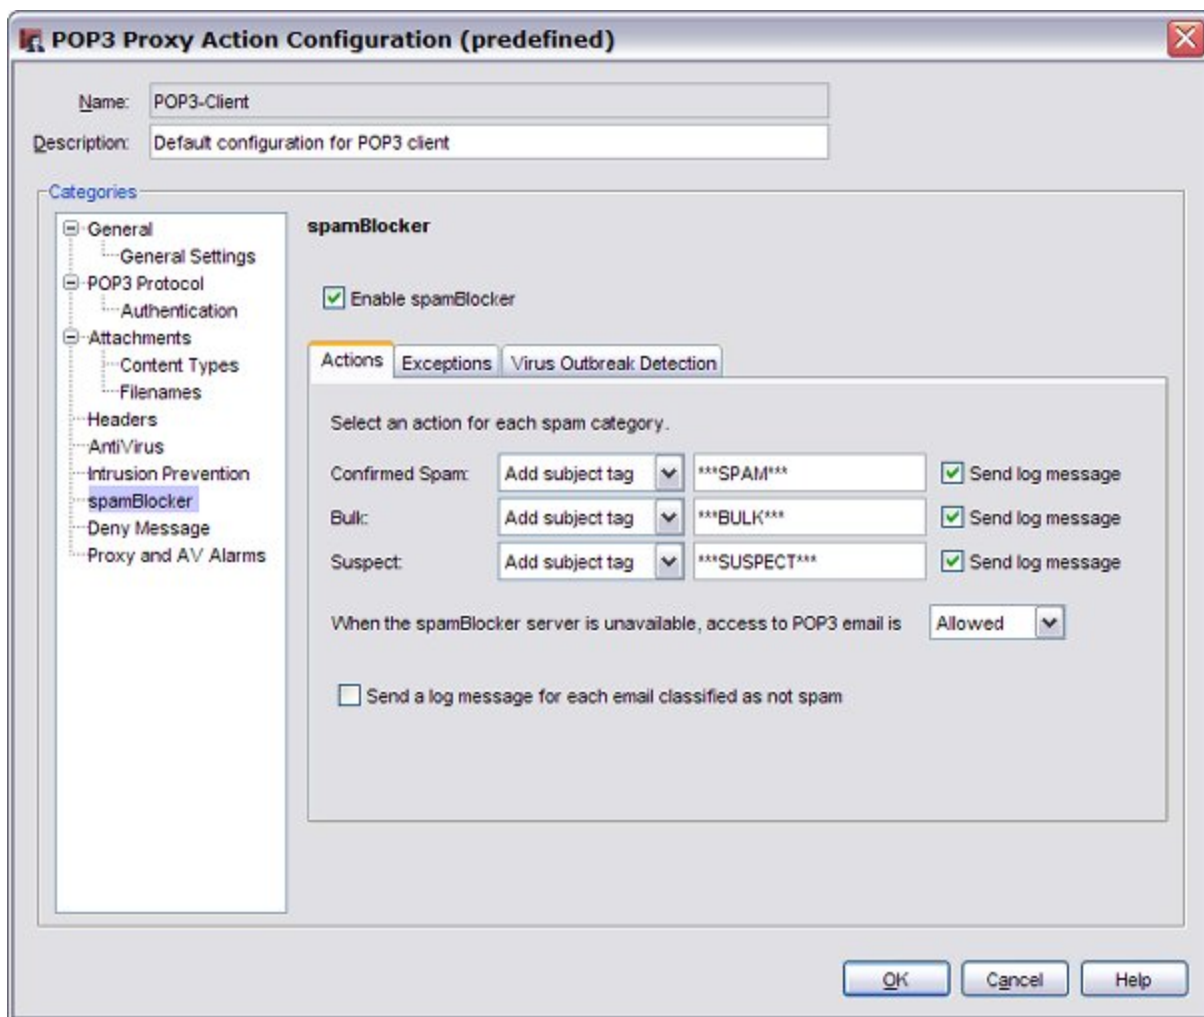 POP3 Proxy Action Configuration (predefined)
Name: POP3-Client
Description: Default configuration for POP3 client
Categories
General
General Settings
POP3 Protocol
Authentication
Attachments
Content Types
Filenames
Headers
AntiVirus
Intrusion Prevention
spamBlocker
Deny Message
Proxy and AV Alarms
spamBlocker
Enable spamBlocker
Actions Exceptions Virus Outbreak Detection
Select an action for each spam category.
Confirmed Spam: Add subject tag ***SPAM*** Send log message
Bulk: Add subject tag ***BULK*** Send log message
Suspect: Add subject tag ***SUSPECT*** Send log message
When the spamBlocker server is unavailable, access to POP3 email is Allowed
Send a log message for each email classified as not spam
OK Cancel Help